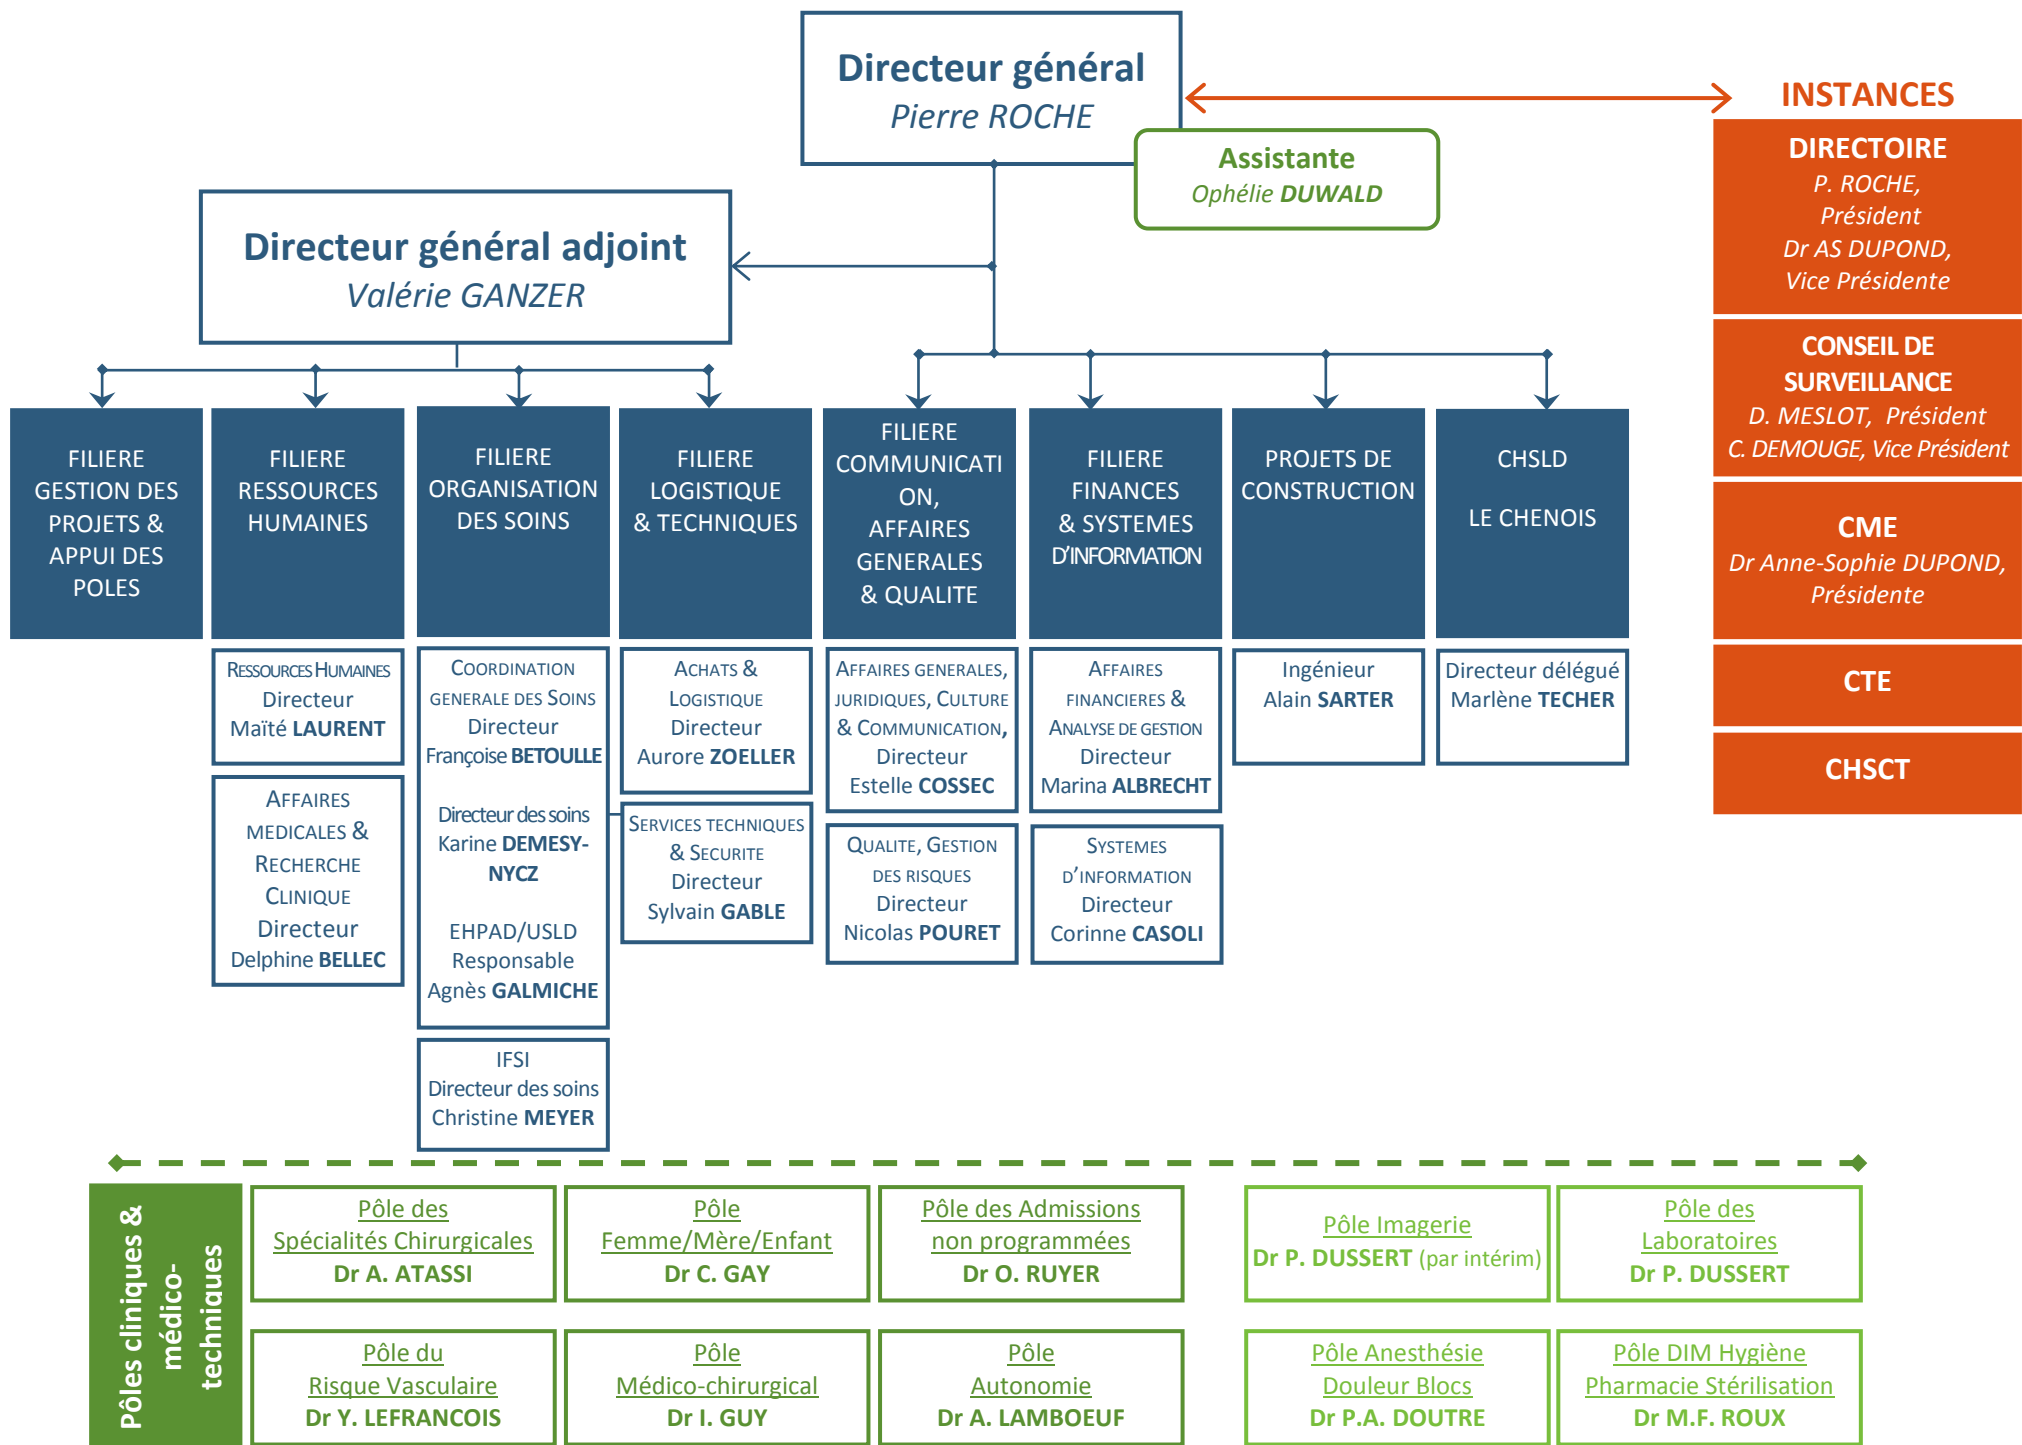 Directeur général
Pierre ROCHE
Assistante
Ophélie DUWALD
Directeur général adjoint
Valérie GANZER
INSTANCES
DIRECTOIRE
P. ROCHE,
Président
Dr AS DUPOND,
Vice Présidente
CONSEIL DE
SURVEILLANCE
D. MESLOT, Président
C. DEMOUGE, Vice Président
CME
Dr Anne-Sophie DUPOND,
Présidente
CTE
CHSCT
FILIERE
GESTION DES
PROJETS &
APPUI DES
POLES
FILIERE
RESSOURCES
HUMAINES
FILIERE
ORGANISATION
DES SOINS
FILIERE
LOGISTIQUE
& TECHNIQUES
FILIERE
COMMUNICATI
ON,
AFFAIRES
GENERALES
& QUALITE
FILIERE
FINANCES
& SYSTEMES
D'INFORMATION
PROJETS DE
CONSTRUCTION
CHSLD
LE CHENOIS
RESSOURCES HUMAINES
Directeur
Maïté LAURENT
AFFAIRES
MEDICALES &
RECHERCHE
CLINIQUE
Directeur
Delphine BELLEC
COORDINATION
GENERALE DES SOINS
Directeur
Françoise BETOULLE
Directeur des soins
Karine DEMESY-
NYCZ
EHPAD/USLD
Responsable
Agnès GALMICHE
IFSI
Directeur des soins
Christine MEYER
ACHATS &
LOGISTIQUE
Directeur
Aurore ZOELLER
SERVICES TECHNIQUES
& SECURITE
Directeur
Sylvain GABLE
AFFAIRES GENERALES,
JURIDIQUES, CULTURE
& COMMUNICATION,
Directeur
Estelle COSSEC
QUALITE, GESTION
DES RISQUES
Directeur
Nicolas POURET
AFFAIRES
FINANCIERES &
ANALYSE DE GESTION
Directeur
Marina ALBRECHT
SYSTEMES
D'INFORMATION
Directeur
Corinne CASOLI
Ingénieur
Alain SARTER
Directeur délégué
Marlène TECHER
Pôles cliniques &
médico-
techniques
Pôle des
Spécialités Chirurgicales
Dr A. ATASSI
Pôle
Femme/Mère/Enfant
Dr C. GAY
Pôle des Admissions
non programmées
Dr O. RUYER
Pôle Imagerie
Dr P. DUSSERT (par intérim)
Pôle des
Laboratoires
Dr P. DUSSERT
Pôle du
Risque Vasculaire
Dr Y. LEFRANCOIS
Pôle
Médico-chirurgical
Dr I. GUY
Pôle
Autonomie
Dr A. LAMBOEUF
Pôle Anesthésie
Douleur Blocs
Dr P.A. DOUTRE
Pôle DIM Hygiène
Pharmacie Stérilisation
Dr M.F. ROUX